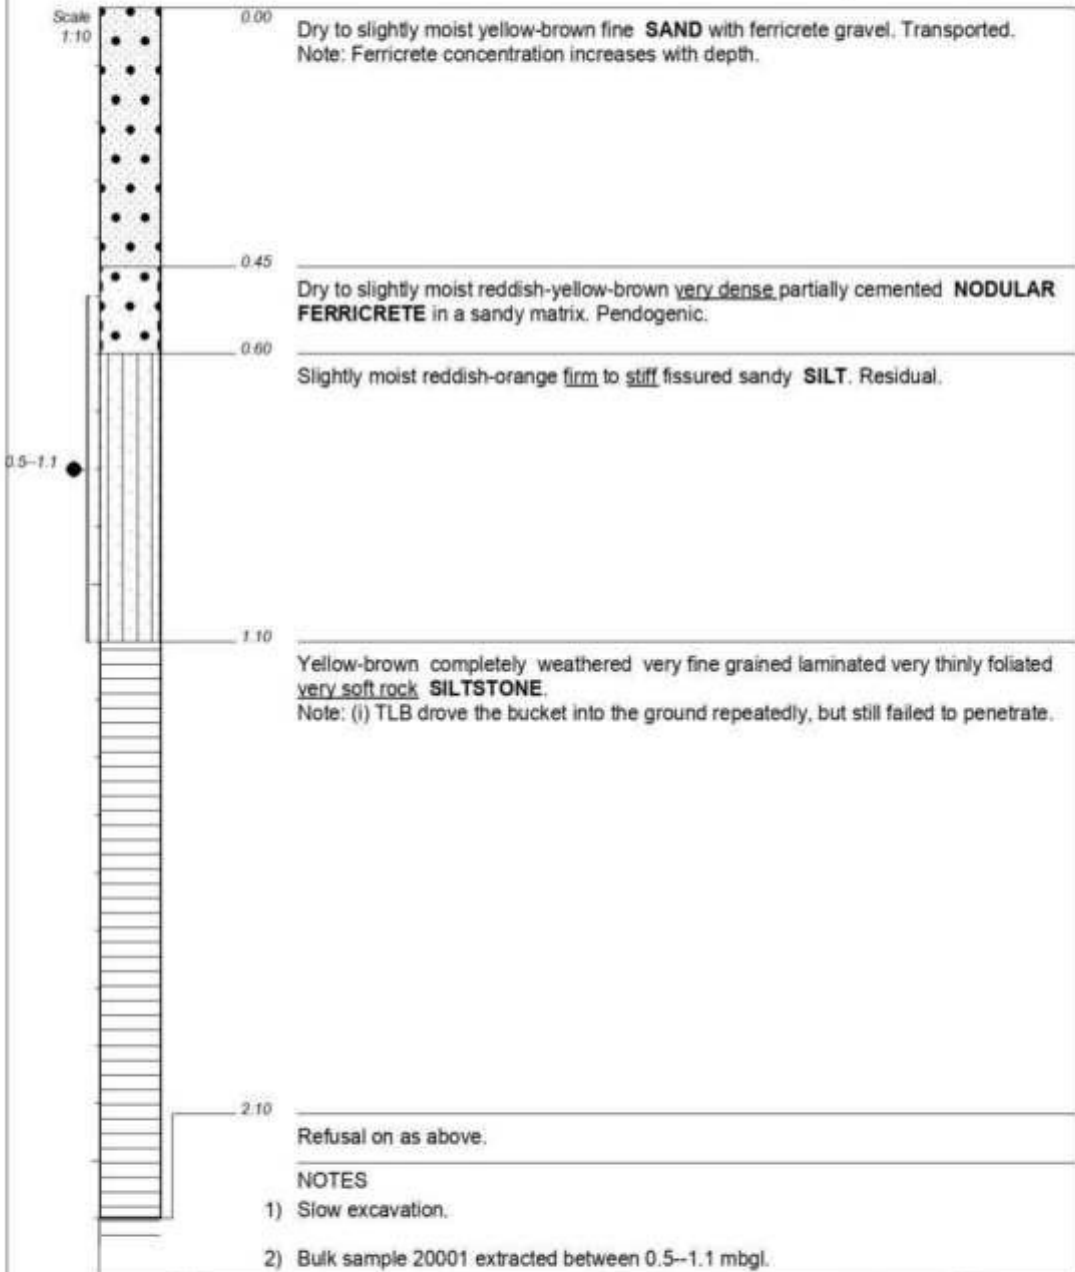 Scale
1:10
0.00
Dry to slightly moist yellow-brown fine SAND with ferricrete gravel. Transported.
Note: Ferricrete concentration increases with depth.
0.45
Dry to slightly moist reddish-yellow-brown very dense partially cemented NODULAR
FERRICRETE in a sandy matrix. Pendogenic.
0.60
Slightly moist reddish-orange firm to stiff fissured sandy SILT. Residual.
0.5--1.1
1.10
Yellow-brown completely weathered very fine grained laminated very thinly foliated
very soft rock SILTSTONE.
Note: (i) TLB drove the bucket into the ground repeatedly, but still failed to penetrate.
2.10
Refusal on as above.
NOTES
1) Slow excavation.
2) Bulk sample 20001 extracted between 0.5--1.1 mbgl.